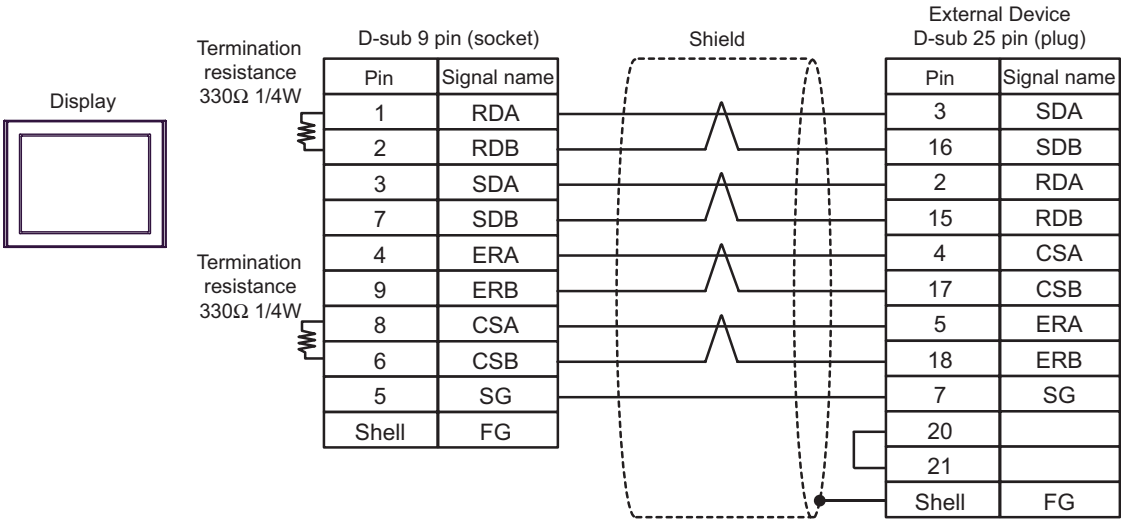 Display
Termination
resistance
330Ω 1/4W
Termination
resistance
330Ω 1/4W
D-sub 9 pin (socket)
Pin Signal name
1 RDA
2 RDB
3 SDA
7 SDB
4 ERA
9 ERB
8 CSA
6 CSB
5 SG
Shell FG
Shield
External Device
D-sub 25 pin (plug)
Pin Signal name
3 SDA
16 SDB
2 RDA
15 RDB
4 CSA
17 CSB
5 ERA
18 ERB
7 SG
20
21
Shell FG